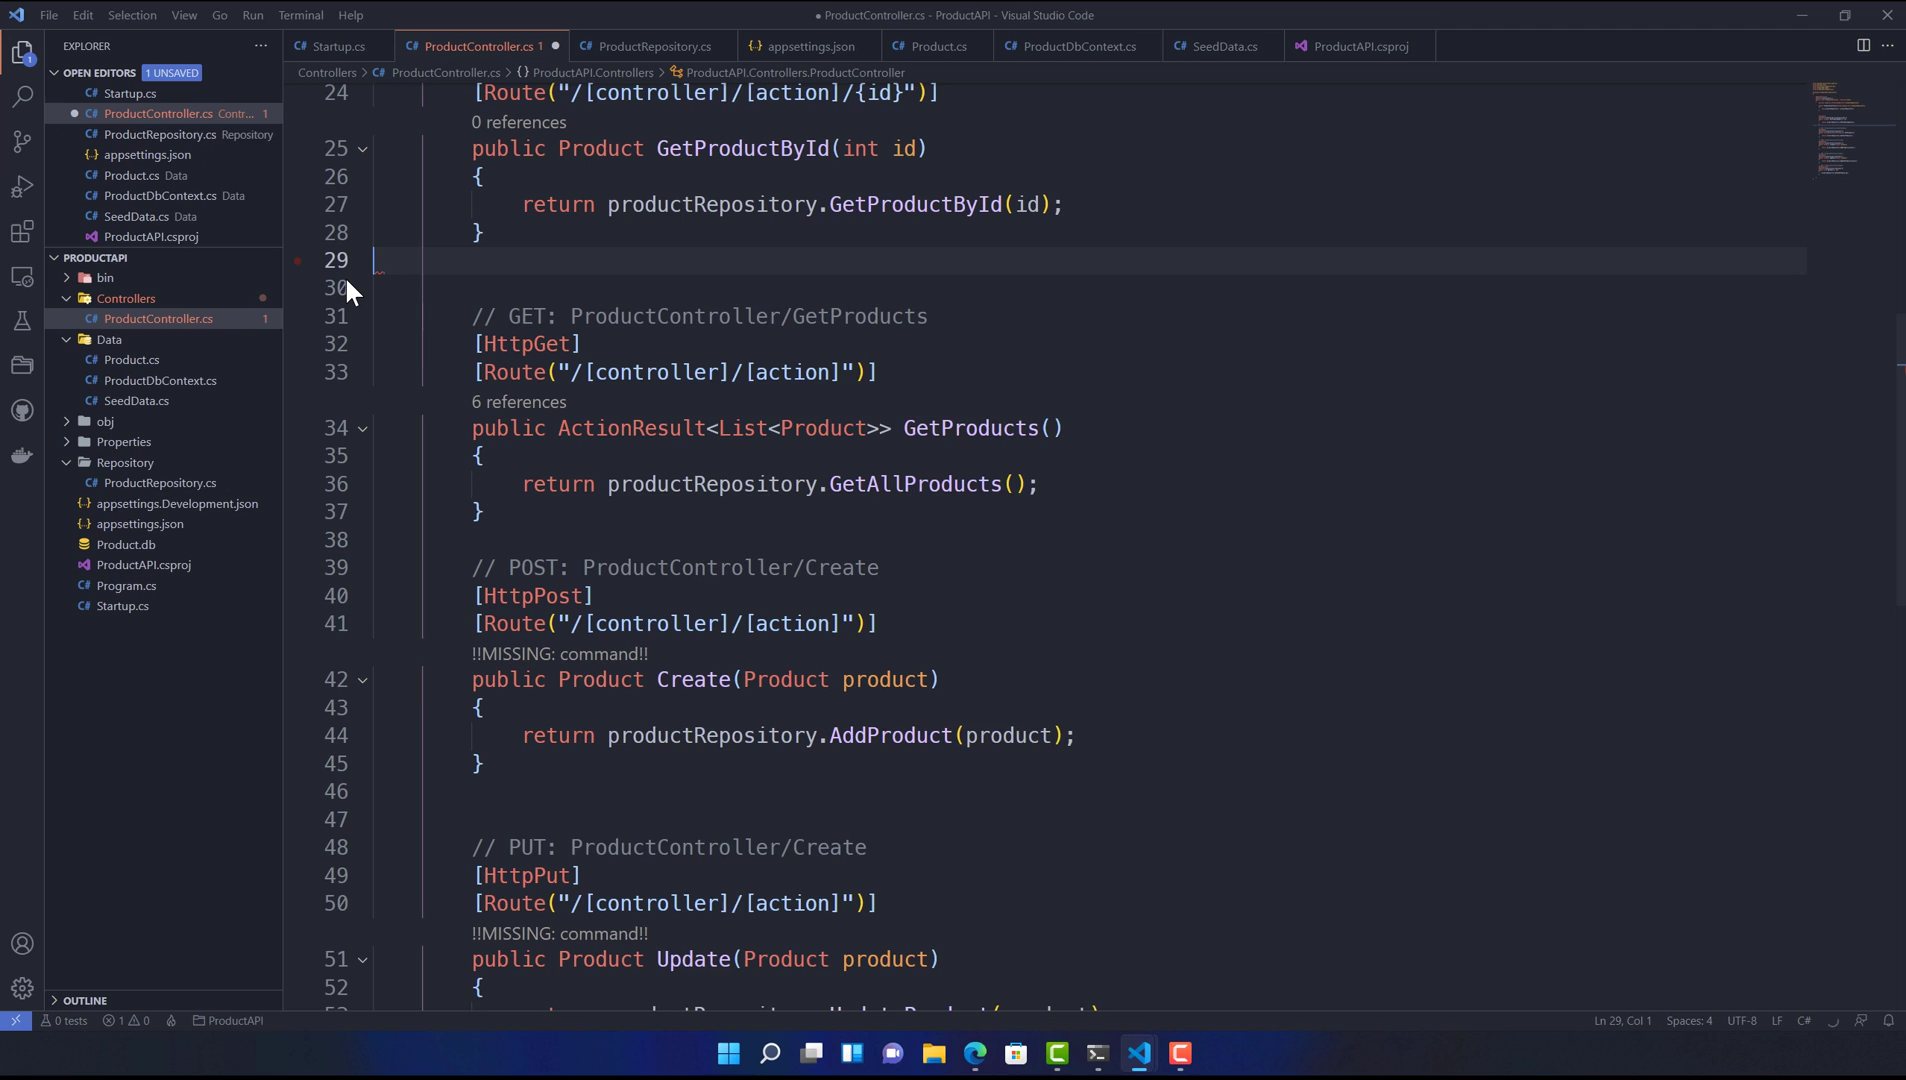 File Edit Selection View Go Run Terminal Help
● ProductController.cs - ProductAPI - Visual Studio Code
EXPLORER
OPEN EDITORS 1 UNSAVED
C# Startup.cs
C# ProductController.cs Contr... 1
C# ProductRepository.cs Repository
{..} appsettings.json
C# Product.cs Data
C# ProductDbContext.cs Data
C# SeedData.cs Data
ProductAPI.csproj
PRODUCTAPI
bin
Controllers
C# ProductController.cs 1
Data
C# Product.cs
C# ProductDbContext.cs
C# SeedData.cs
obj
Properties
Repository
C# ProductRepository.cs
{..} appsettings.Development.json
{..} appsettings.json
Product.db
ProductAPI.csproj
C# Program.cs
C# Startup.cs
OUTLINE
C# Startup.cs
C# ProductController.cs 1
C# ProductRepository.cs
{..} appsettings.json
C# Product.cs
C# ProductDbContext.cs
C# SeedData.cs
ProductAPI.csproj
Controllers > C# ProductController.cs > {} ProductAPI.Controllers > ProductAPI.Controllers.ProductController
24 [Route("/[controller]/[action]/{id}")]
0 references
25 public Product GetProductById(int id)
26 {
27 return productRepository.GetProductById(id);
28 }
29
30
31 // GET: ProductController/GetProducts
32 [HttpGet]
33 [Route("/[controller]/[action]")]
6 references
34 public ActionResult<List<Product>> GetProducts()
35 {
36 return productRepository.GetAllProducts();
37 }
38
39 // POST: ProductController/Create
40 [HttpPost]
41 [Route("/[controller]/[action]")]
!!MISSING: command!!
42 public Product Create(Product product)
43 {
44 return productRepository.AddProduct(product);
45 }
46
47
48 // PUT: ProductController/Create
49 [HttpPut]
50 [Route("/[controller]/[action]")]
!!MISSING: command!!
51 public Product Update(Product product)
52 {
0 tests 1 0 ProductAPI
Ln 29, Col 1 Spaces: 4 UTF-8 LF C#